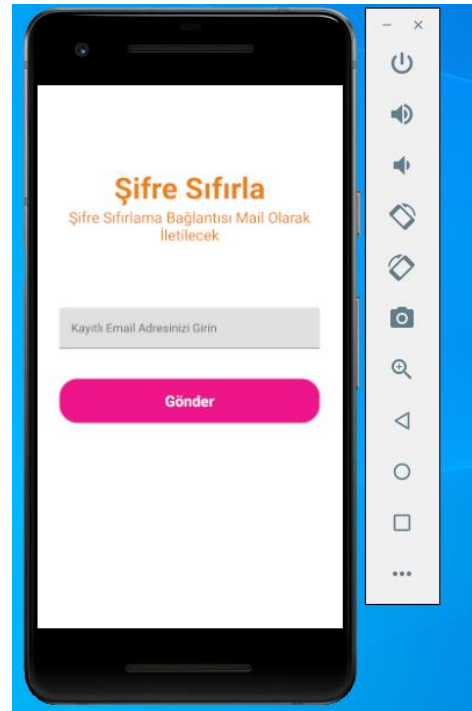 Şifre Sıfırla
Şifre Sıfırlama Bağlantısı Mail Olarak
İletilecek
Kayıtlı Email Adresinizi Girin
Gönder